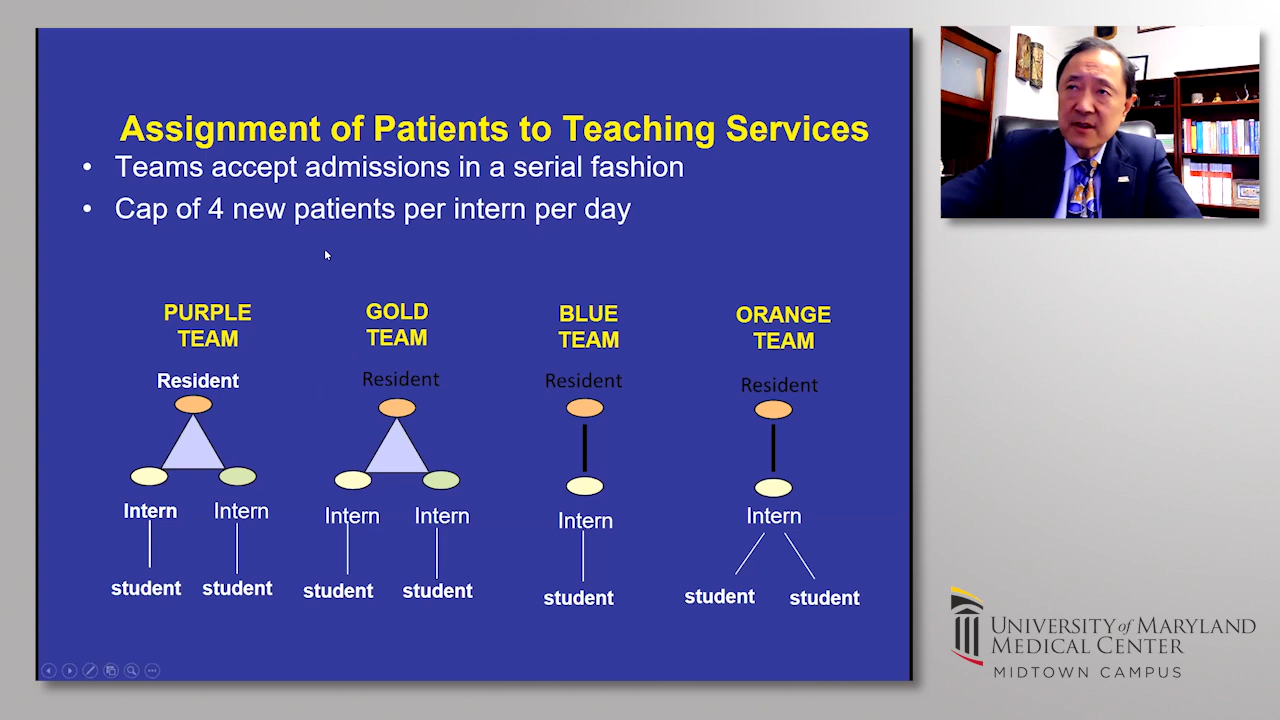 Assignment of Patients to Teaching Services
• Teams accept admissions in a serial fashion
• Cap of 4 new patients per intern per day
PURPLE TEAM
GOLD TEAM
BLUE TEAM
ORANGE TEAM
Resident
Resident
Resident
Resident
Intern
Intern
Intern
Intern
Intern
Intern
student
student
student
student
student
student
student
UNIVERSITY of MARYLAND
MEDICAL CENTER
MIDTOWN CAMPUS